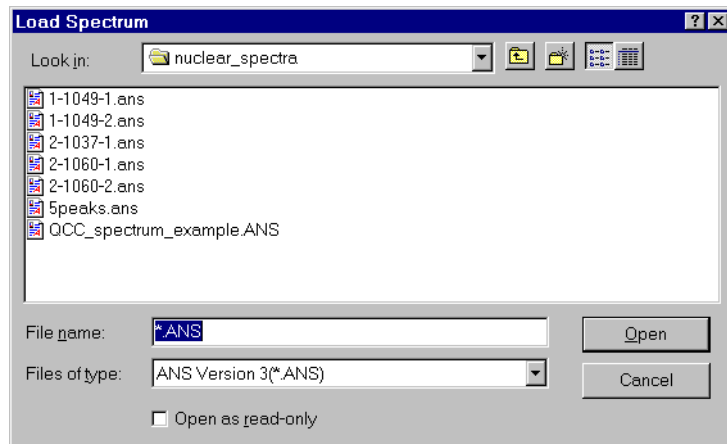 Load Spectrum
Look in: nuclear_spectra
1-1049-1.ans
1-1049-2.ans
2-1037-1.ans
2-1060-1.ans
2-1060-2.ans
5peaks.ans
QCC_spectrum_example.ANS
File name: *.ANS Open
Files of type: ANS Version 3(*.ANS) Cancel
Open as read-only